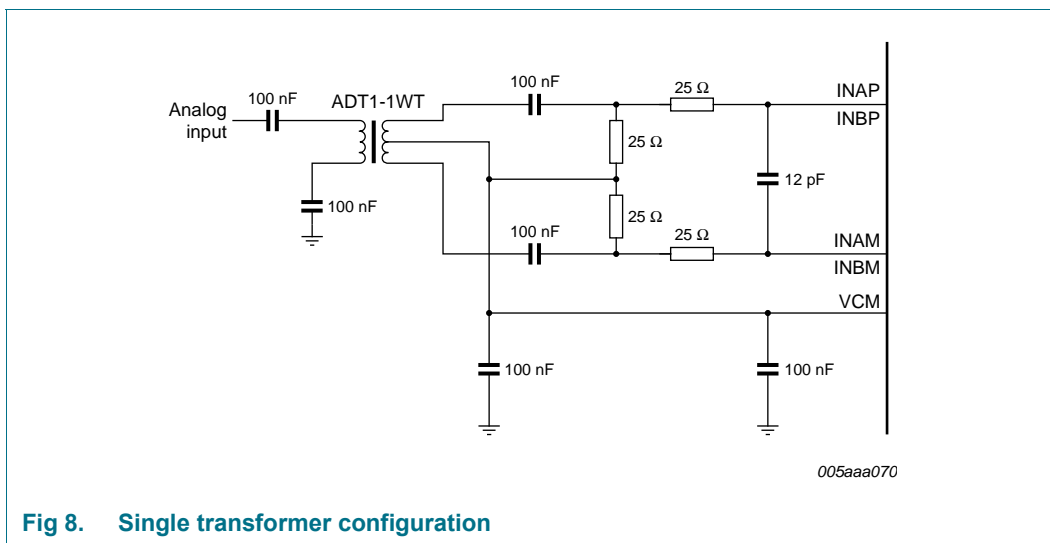 100 nF
ADT1-1WT
100 nF
25 Ω
INAP
INBP
Analog
input
25 Ω
12 pF
100 nF
25 Ω
100 nF
25 Ω
INAM
INBM
VCM
100 nF
100 nF
005aaa070
Fig 8. Single transformer configuration